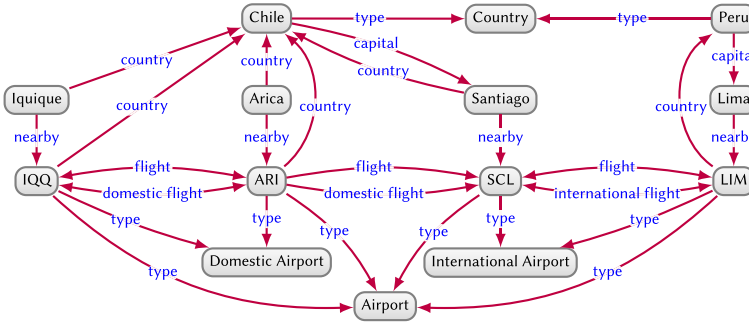 Chile
type
Country
type
Peru
country
capital
country
country
capita
Iquique
country
Arica
country
Santiago
country
Lima
nearby
nearby
nearby
nearb
IQQ
flight
domestic flight
ARI
flight
domestic flight
SCL
flight
international flight
LIM
type
type
type
type
type
type
Domestic Airport
International Airport
type
type
Airport